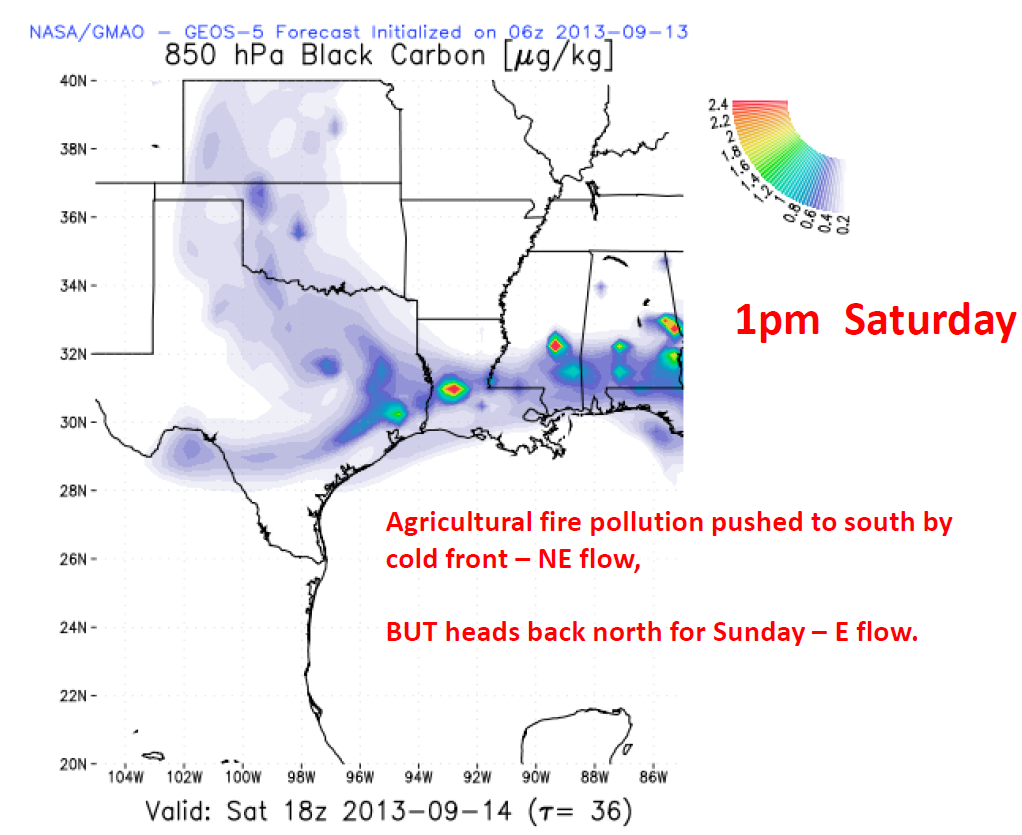 NASA/GMAO - GEOS-5 Forecast Initialized on 06z 2013-09-13
850 hPa Black Carbon [μg/kg]
40N
38N
36N
34N
32N
30N
28N
26N
24N
22N
20N
104W 102W 100W 98W 96W 94W 92W 90W 88W 86W
2.4
2.2
2
1.8
1.6
1.4
1.2
1
0.8
0.6
0.4
0.2
1pm Saturday
Agricultural fire pollution pushed to south by
cold front – NE flow,
BUT heads back north for Sunday – E flow.
Valid: Sat 18z 2013-09-14 (τ= 36)